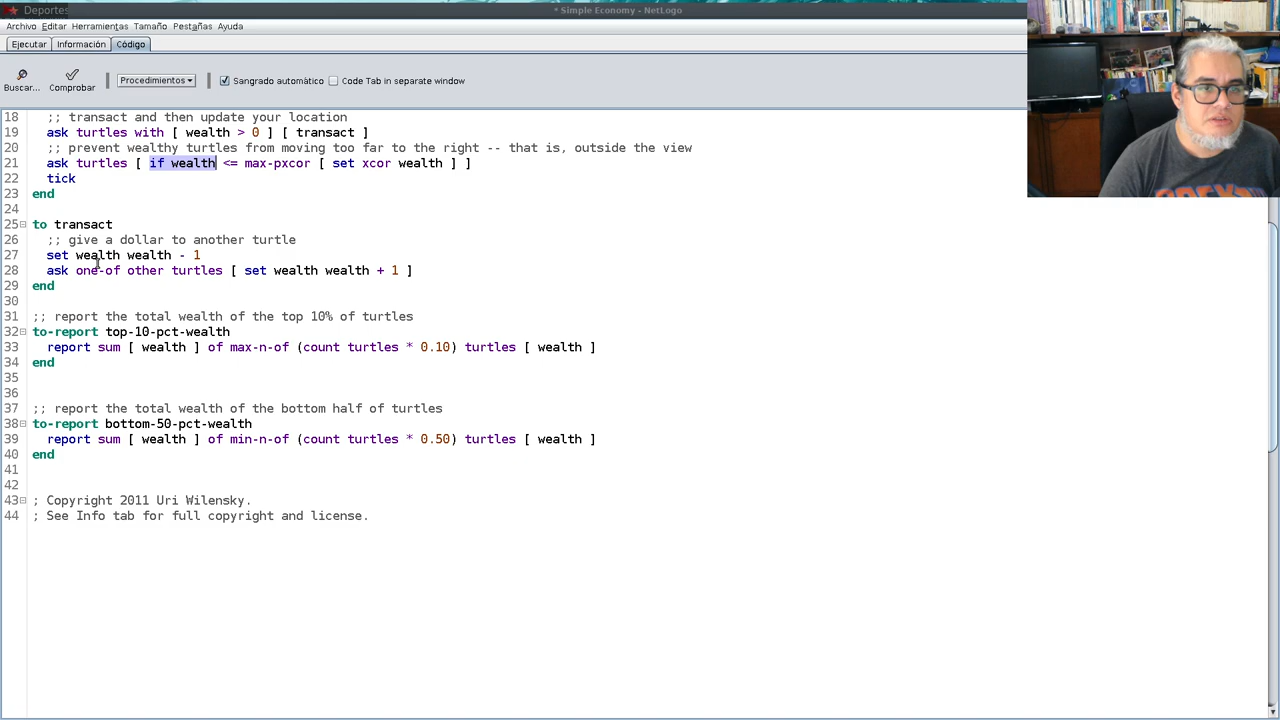 Deportes
* Simple Economy - NetLogo
Archivo Editar Herramientas Tamaño Pestañas Ayuda
Ejecutar Información Código
Buscar... Comprobar Procedimientos Sangrado automático Code Tab in separate window
18 ;; transact and then update your location
19 ask turtles with [ wealth > 0 ] [ transact ]
20 ;; prevent wealthy turtles from moving too far to the right -- that is, outside the view
21 ask turtles [ if wealth <= max-pxcor [ set xcor wealth ] ]
22 tick
23 end
24
25 to transact
26 ;; give a dollar to another turtle
27 set wealth wealth - 1
28 ask one-of other turtles [ set wealth wealth + 1 ]
29 end
30
31 ;; report the total wealth of the top 10% of turtles
32 to-report top-10-pct-wealth
33 report sum [ wealth ] of max-n-of (count turtles * 0.10) turtles [ wealth ]
34 end
35
36
37 ;; report the total wealth of the bottom half of turtles
38 to-report bottom-50-pct-wealth
39 report sum [ wealth ] of min-n-of (count turtles * 0.50) turtles [ wealth ]
40 end
41
42
43 ; Copyright 2011 Uri Wilensky.
44 ; See Info tab for full copyright and license.